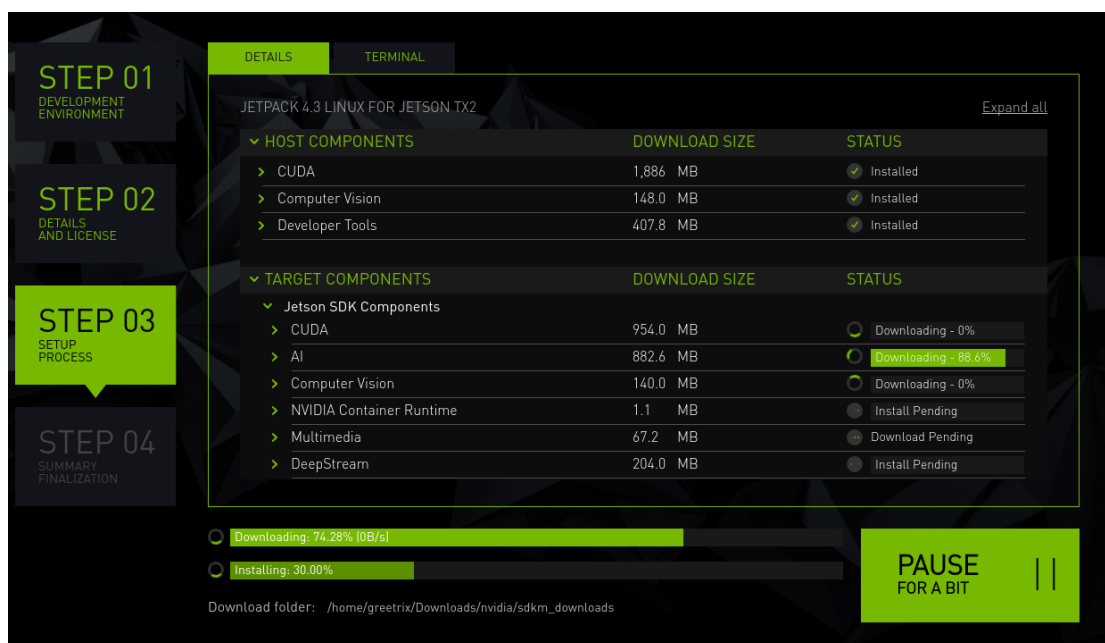 STEP 01
DEVELOPMENT
ENVIRONMENT
STEP 02
DETAILS
AND LICENSE
STEP 03
SETUP
PROCESS
STEP 04
SUMMARY
FINALIZATION
DETAILS TERMINAL
JETPACK 4.3 LINUX FOR JETSON TX2 Expand all
HOST COMPONENTS DOWNLOAD SIZE STATUS
CUDA 1,886 MB Installed
Computer Vision 148.0 MB Installed
Developer Tools 407.8 MB Installed
TARGET COMPONENTS DOWNLOAD SIZE STATUS
Jetson SDK Components
CUDA 954.0 MB Downloading - 0%
AI 882.6 MB Downloading - 88.6%
Computer Vision 140.0 MB Downloading - 0%
NVIDIA Container Runtime 1.1 MB Install Pending
Multimedia 67.2 MB Download Pending
DeepStream 204.0 MB Install Pending
Downloading: 74.28% (0B/s)
Installing: 30.00%
Download folder: /home/greetrix/Downloads/nvidia/sdkm_downloads
PAUSE
FOR A BIT